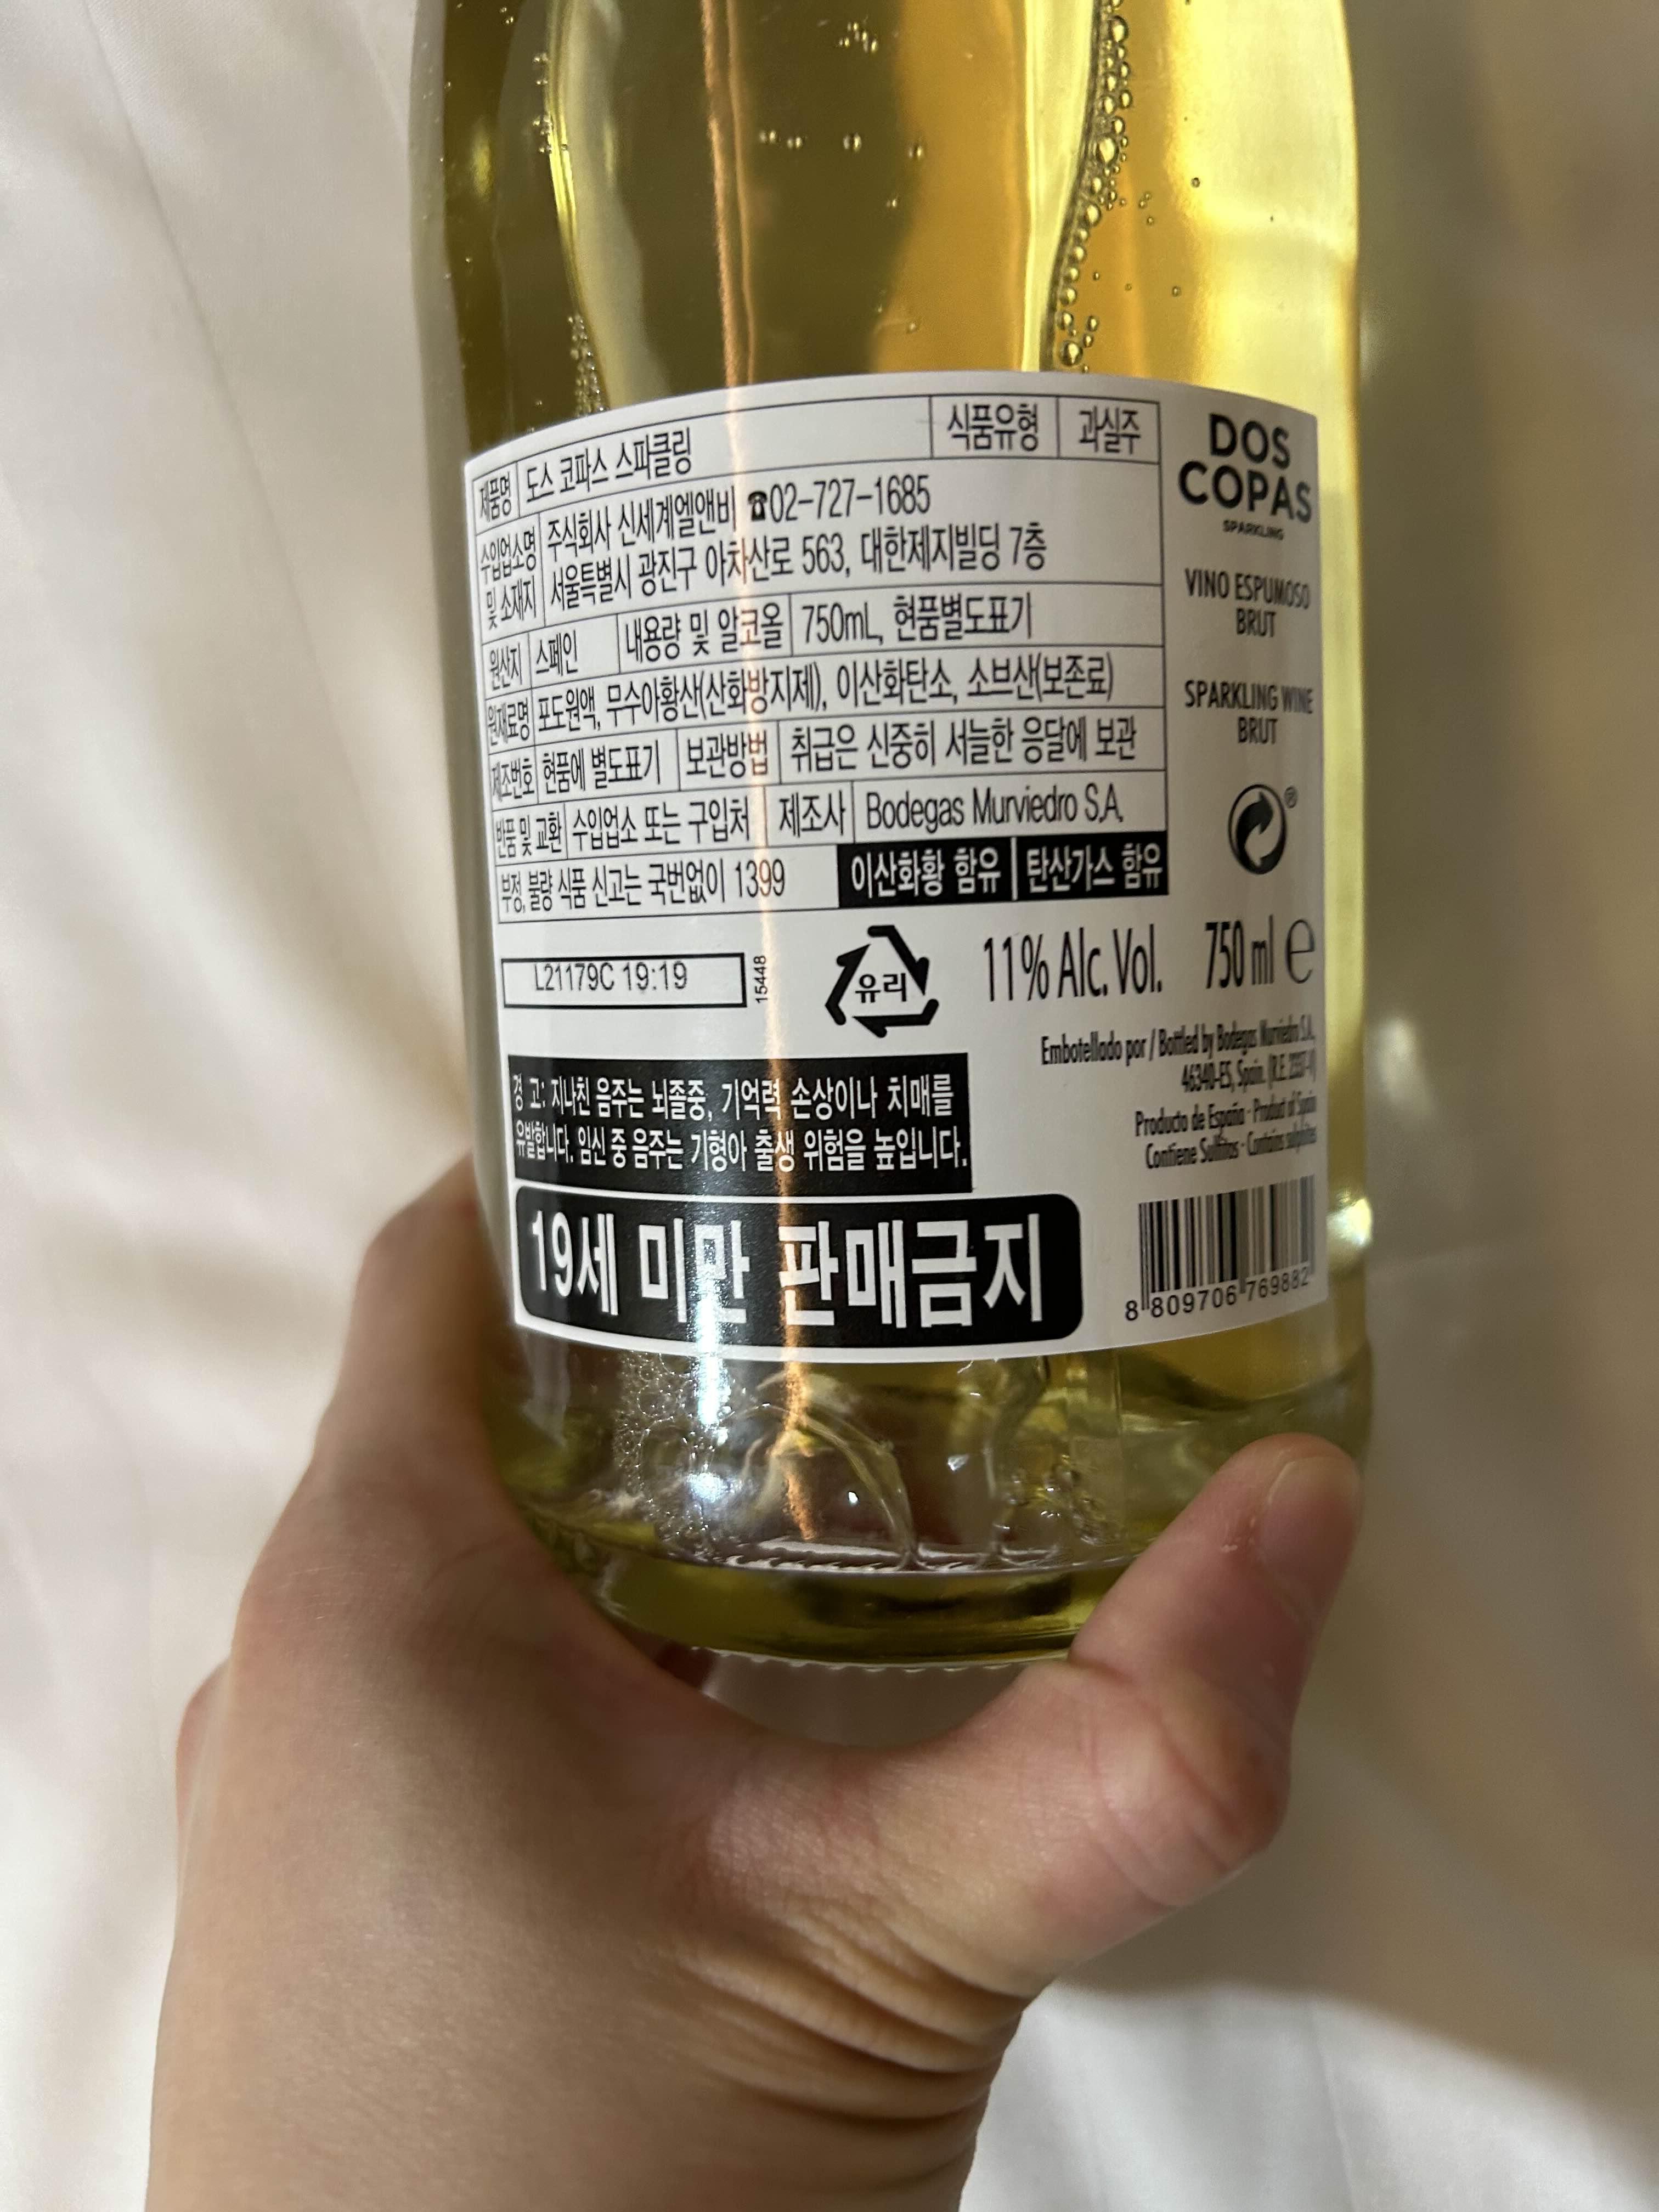 제품명 도스 코파스 스파클링 식품유형 과실주
수입업소명 및 소재지 주식회사 신세계엘앤비 ☎02-727-1685
서울특별시 광진구 아차산로 563, 대한제지빌딩 7층
원산지 스페인 내용량 및 알코올 750mL, 현품별도표기
원재료명 포도원액, 무수아황산(산화방지제), 이산화탄소, 소브산(보존료)
제조번호 현품에 별도표기 보관방법 취급은 신중히 서늘한 응달에 보관
반품 및 교환 수입업소 또는 구입처 제조사 Bodegas Murviedro S.A.
부정, 불량 식품 신고는 국번없이 1399 이산화황 함유 탄산가스 함유
L21179C 19:19
15448
유리
경 고: 지나친 음주는 뇌졸중, 기억력 손상이나 치매를
유발합니다. 임신 중 음주는 기형아 출생 위험을 높입니다.
19세 미만 판매금지
DOS
COPAS
SPARKLING
VINO ESPUMOSO
BRUT
SPARKLING WINE
BRUT
®
11% Alc. Vol. 750 ml e
Embotellado por / Bottled by Bodegas Murviedro S.A.
46340-ES, Spain. (R.E.
Producto de España - Product of Spain
Contiene Sulfitos - Contains sulphites
8 809706 769882